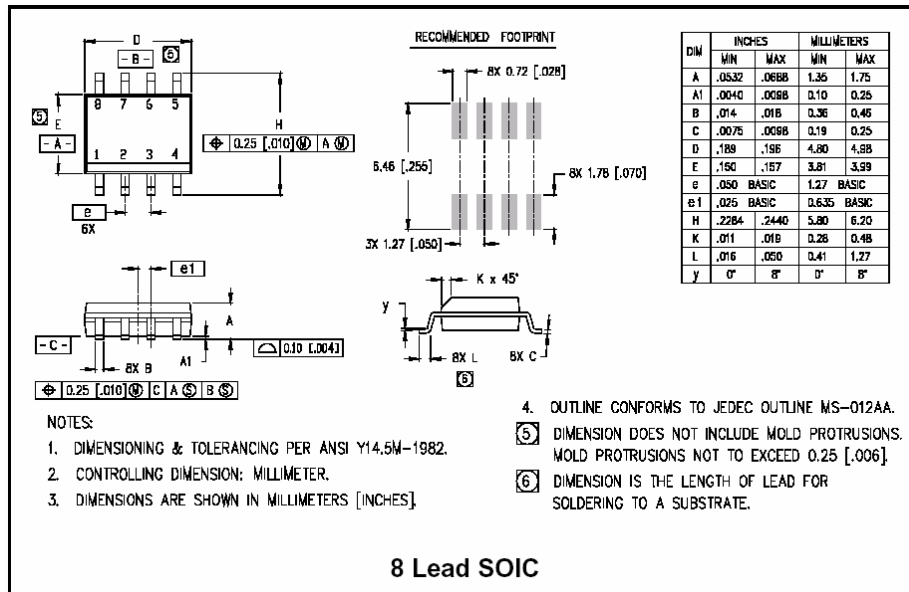 D
- B -
5
8 7 6 5
5
E
H
- A -
⌖ 0.25 [.010] Ⓜ A Ⓜ
1 2 3 4
e
6X
RECOMMENDED FOOTPRINT
8X 0.72 [.028]
6.46 [.255]
8X 1.78 [.070]
3X 1.27 [.050]
DIM INCHES MILLIMETERS
MIN MAX MIN MAX
A .0532 .0688 1.35 1.75
A1 .0040 .0098 0.10 0.25
B .014 .018 0.36 0.46
C .0075 .0098 0.19 0.25
D .189 .196 4.80 4.98
E .150 .157 3.81 3.99
e .050 BASIC 1.27 BASIC
e1 .025 BASIC 0.635 BASIC
H .2284 .2440 5.80 6.20
K .011 .019 0.28 0.48
L .016 .050 0.41 1.27
y 0° 8° 0° 8°
e1
A
- C -
8X B
A1
⌓ 0.10 [.004]
⌖ 0.25 [.010] Ⓜ C A Ⓢ B Ⓢ
K x 45°
y
8X L
6
8X C
NOTES:
1. DIMENSIONING & TOLERANCING PER ANSI Y14.5M-1982.
2. CONTROLLING DIMENSION: MILLIMETER.
3. DIMENSIONS ARE SHOWN IN MILLIMETERS [INCHES].
4. OUTLINE CONFORMS TO JEDEC OUTLINE MS-012AA.
5 DIMENSION DOES NOT INCLUDE MOLD PROTRUSIONS.
MOLD PROTRUSIONS NOT TO EXCEED 0.25 [.006].
6 DIMENSION IS THE LENGTH OF LEAD FOR
SOLDERING TO A SUBSTRATE.
8 Lead SOIC